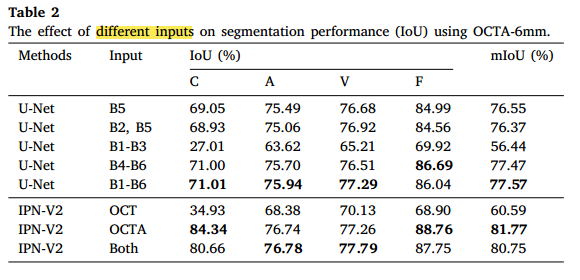 Table 2
The effect of different inputs on segmentation performance (IoU) using OCTA-6mm.
Methods Input IoU (%) mIoU (%)
C A V F
U-Net B5 69.05 75.49 76.68 84.99 76.55
U-Net B2, B5 68.93 75.06 76.92 84.56 76.37
U-Net B1-B3 27.01 63.62 65.21 69.92 56.44
U-Net B4-B6 71.00 75.70 76.51 86.69 77.47
U-Net B1-B6 71.01 75.94 77.29 86.04 77.57
IPN-V2 OCT 34.93 68.38 70.13 68.90 60.59
IPN-V2 OCTA 84.34 76.74 77.26 88.76 81.77
IPN-V2 Both 80.66 76.78 77.79 87.75 80.75